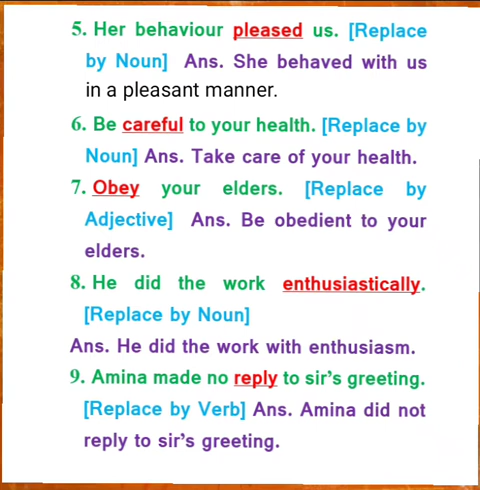 5. Her behaviour pleased us. [Replace
by Noun] Ans. She behaved with us
in a pleasant manner.
6. Be careful to your health. [Replace by
Noun] Ans. Take care of your health.
7. Obey your elders. [Replace by
Adjective] Ans. Be obedient to your
elders.
8. He did the work enthusiastically.
[Replace by Noun]
Ans. He did the work with enthusiasm.
9. Amina made no reply to sir's greeting.
[Replace by Verb] Ans. Amina did not
reply to sir's greeting.